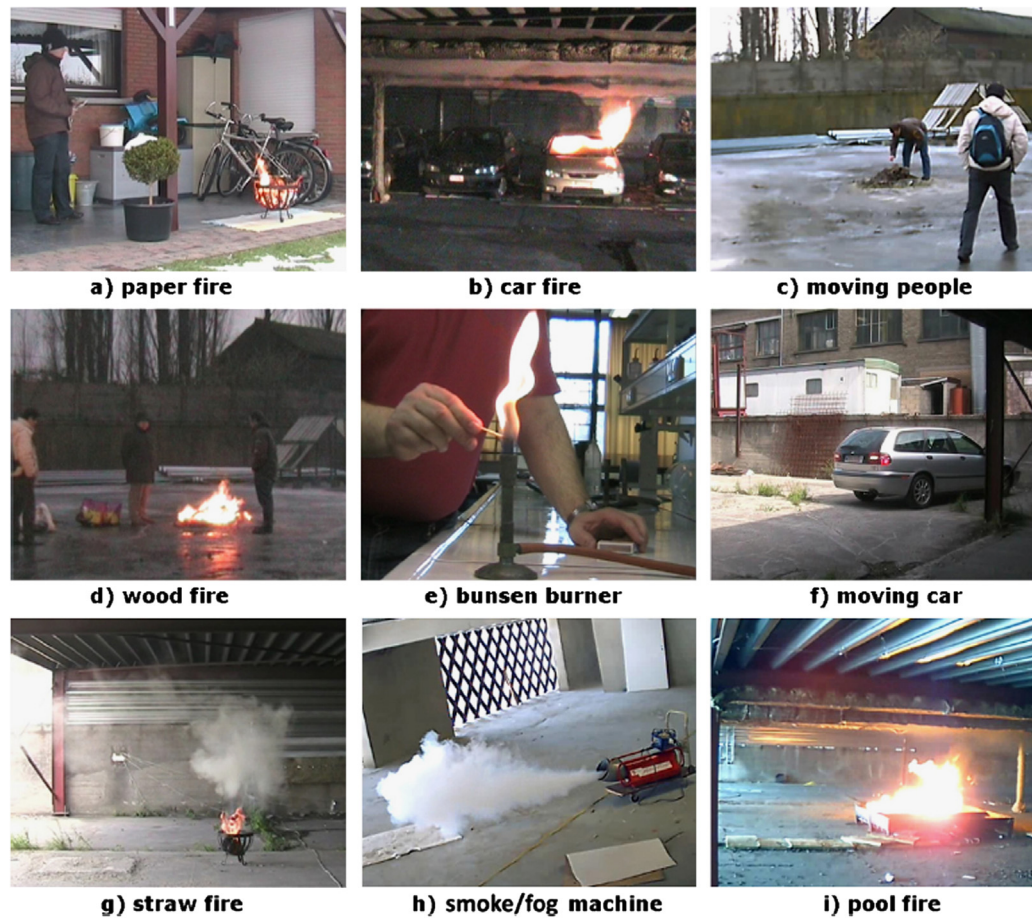 a) paper fire
b) car fire
c) moving people
d) wood fire
e) bunsen burner
f) moving car
g) straw fire
h) smoke/fog machine
i) pool fire